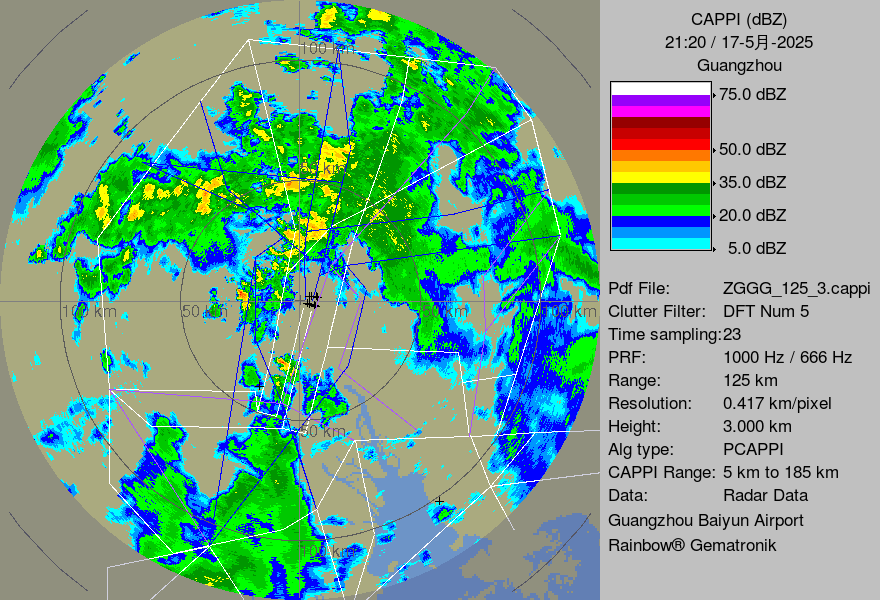 CAPPI (dBZ)
21:20 / 17-5月-2025
Guangzhou
75.0 dBZ
50.0 dBZ
35.0 dBZ
20.0 dBZ
5.0 dBZ
Pdf File: ZGGG_125_3.cappi
Clutter Filter: DFT Num 5
Time sampling:23
PRF: 1000 Hz / 666 Hz
Range: 125 km
Resolution: 0.417 km/pixel
Height: 3.000 km
Alg type: PCAPPI
CAPPI Range: 5 km to 185 km
Data: Radar Data
Guangzhou Baiyun Airport
Rainbow® Gematronik
100 km
50 km
100 km
50 km
50 km
100 km
50 km
100 km